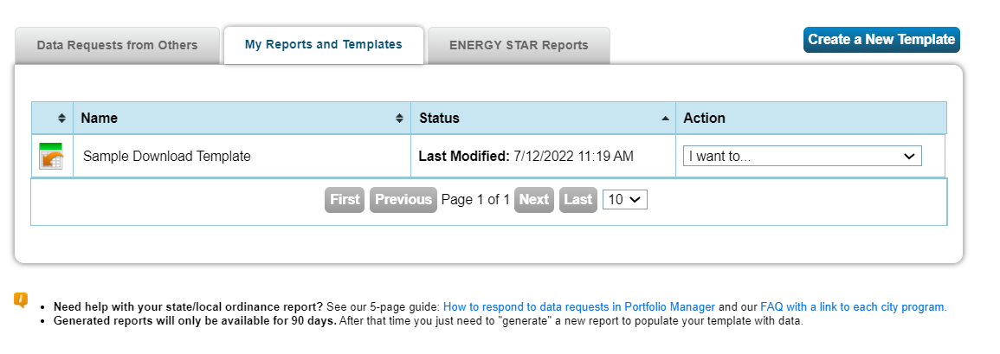 Data Requests from Others
My Reports and Templates
ENERGY STAR Reports
Create a New Template
Name
Status
Action
Sample Download Template
Last Modified: 7/12/2022 11:19 AM
I want to...
First Previous Page 1 of 1 Next Last 10
Need help with your state/local ordinance report? See our 5-page guide: How to respond to data requests in Portfolio Manager and our FAQ with a link to each city program.
Generated reports will only be available for 90 days. After that time you just need to "generate" a new report to populate your template with data.